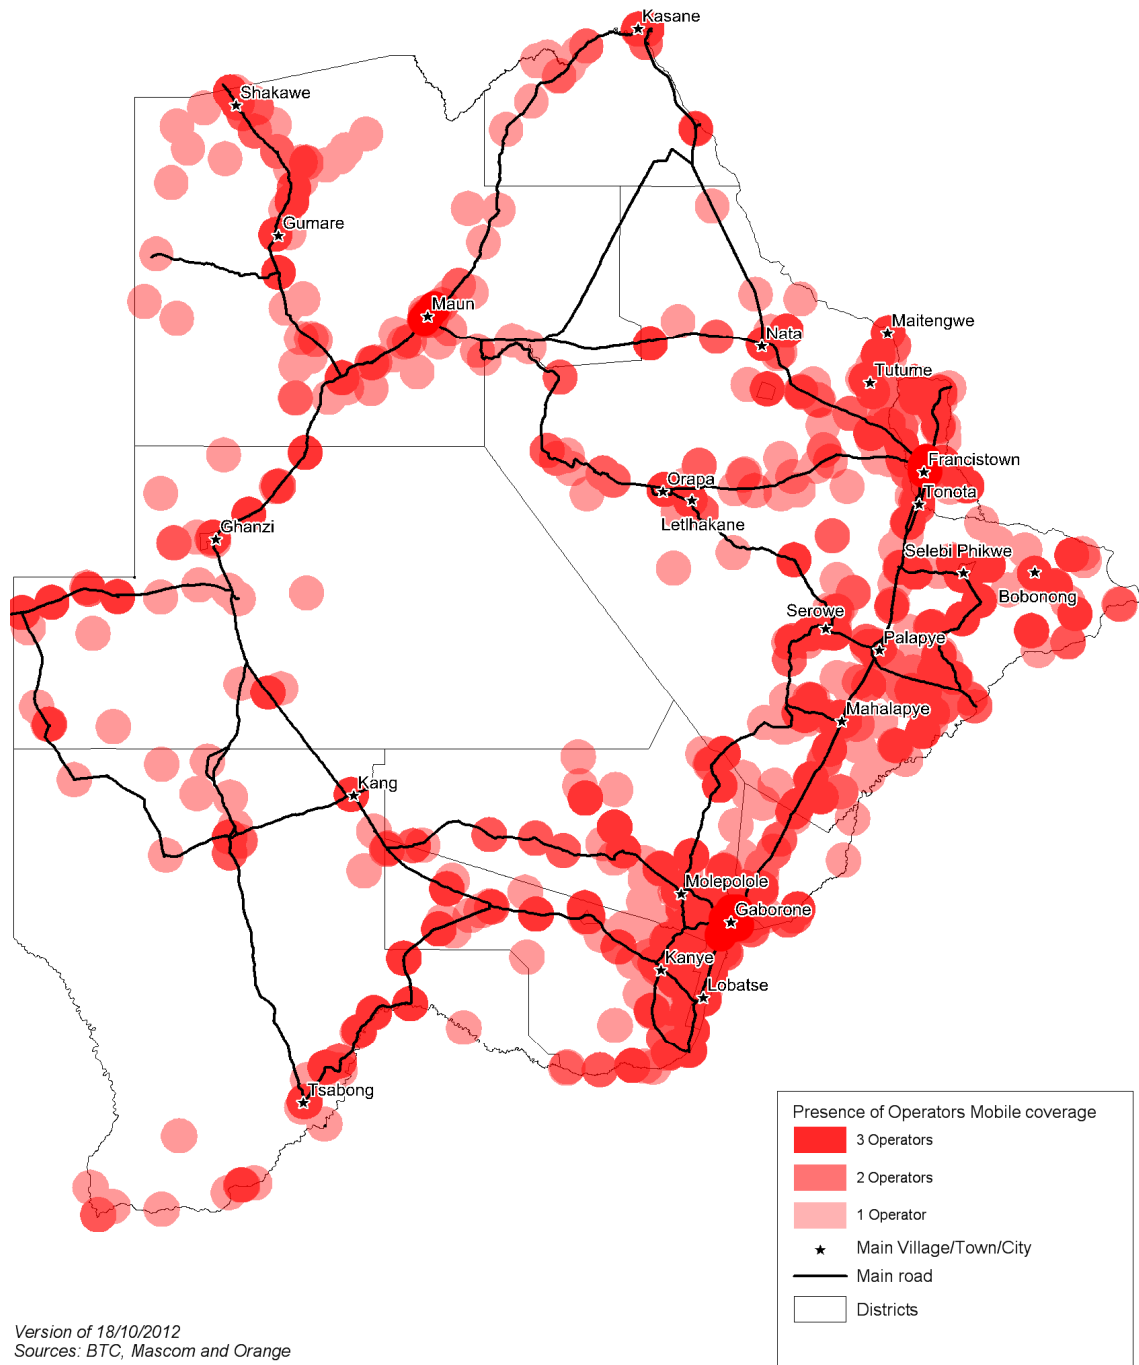 Kasane
Shakawe
Gumare
Maun
Maitengwe
Nata
Tutume
Francistown
Orapa
Tonota
Letlhakane
Ghanzi
Selebi Phikwe
Bobonong
Serowe
Palapye
Mahalapye
Kang
Molepolole
Gaborone
Kanye
Lobatse
Tsabong
Presence of Operators Mobile coverage
3 Operators
2 Operators
1 Operator
Main Village/Town/City
Main road
Districts
Version of 18/10/2012
Sources: BTC, Mascom and Orange